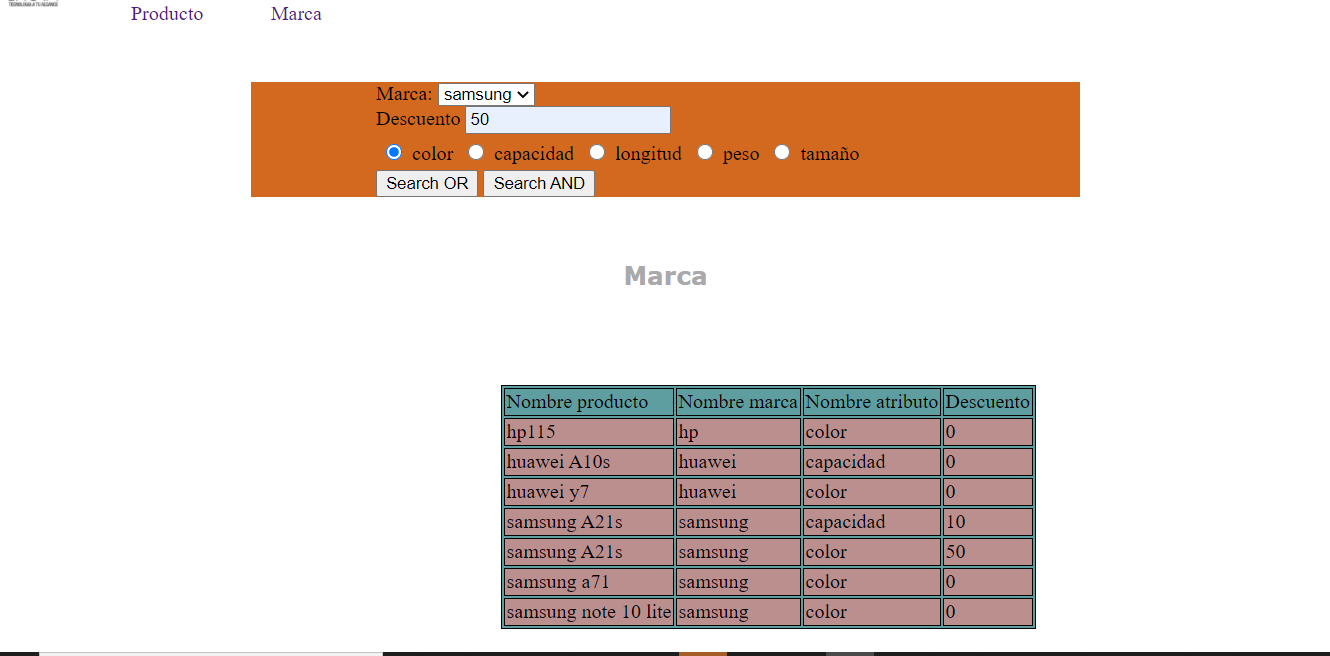 TECNOLOGIA A TU ALCANCE
Producto Marca
Marca: samsung
Descuento 50
color capacidad longitud peso tamaño
Search OR Search AND
Marca
Nombre producto Nombre marca Nombre atributo Descuento
hp115 hp color 0
huawei A10s huawei capacidad 0
huawei y7 huawei color 0
samsung A21s samsung capacidad 10
samsung A21s samsung color 50
samsung a71 samsung color 0
samsung note 10 lite samsung color 0